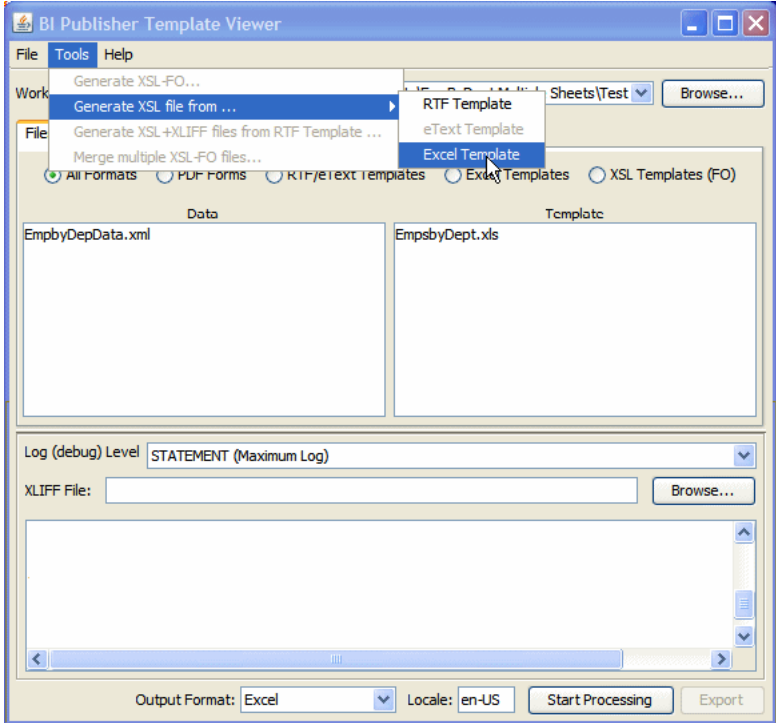 BI Publisher Template Viewer
File Tools Help
Generate XSL-FO...
Work Sheets\Test Browse...
Generate XSL file from ... RTF Template
File Generate XSL+XLIFF files from RTF Template ... eText Template
Merge multiple XSL-FO files... Excel Template
All Formats PDF Forms RTF/eText Templates Excel Templates XSL Templates (FO)
Data Template
EmpbyDepData.xml EmpsbyDept.xls
Log (debug) Level STATEMENT (Maximum Log)
XLIFF File: Browse...
Output Format: Excel Locale: en-US Start Processing Export